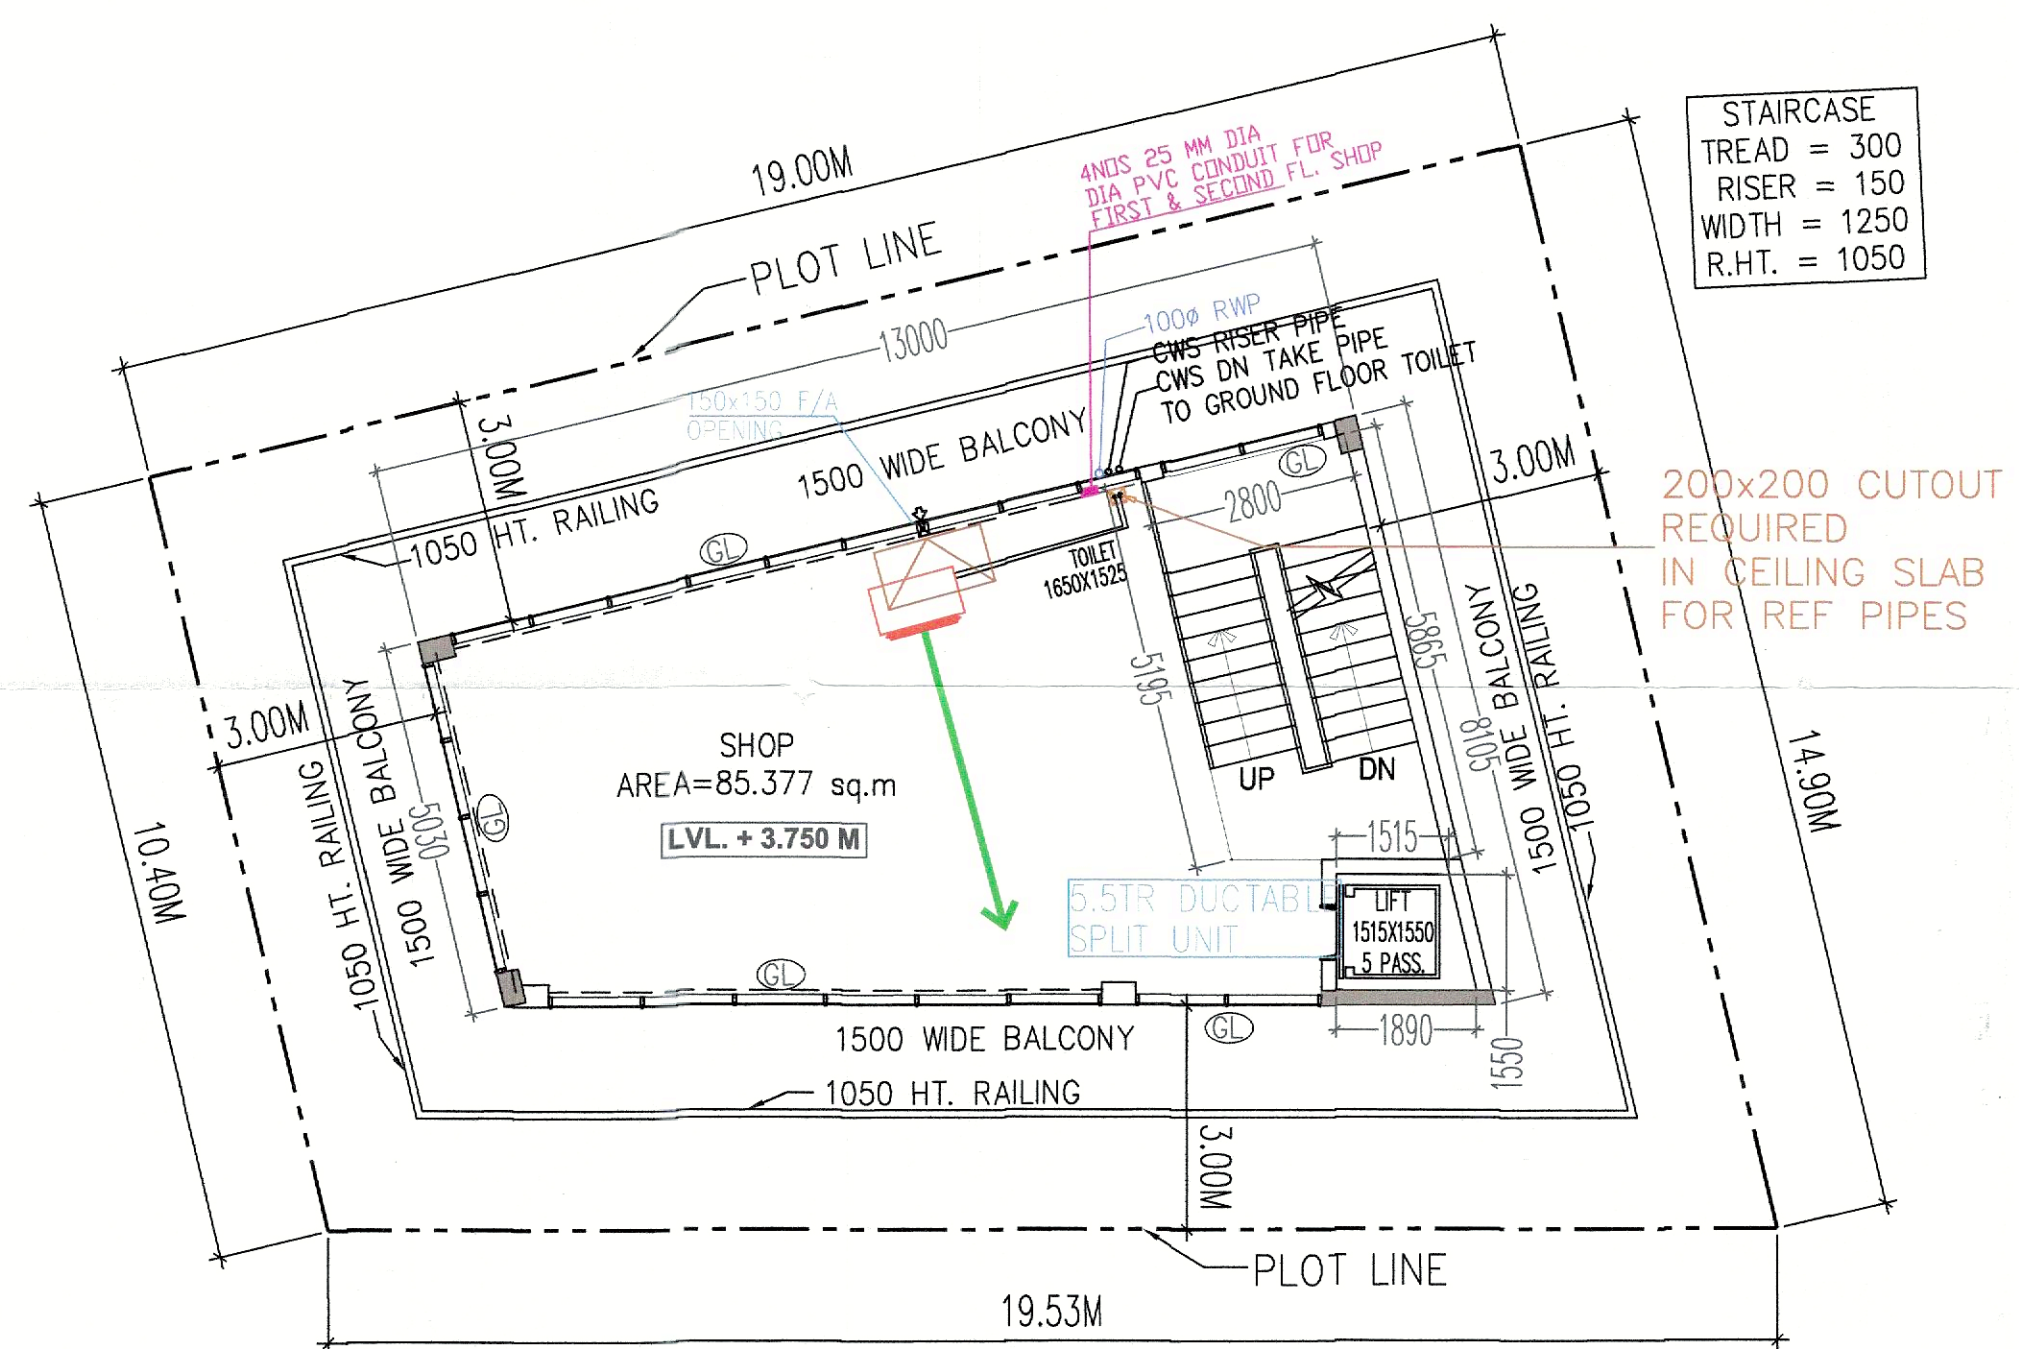 19.00M
STAIRCASE
TREAD = 300
RISER = 150
WIDTH = 1250
R.HT. = 1050
4NOS 25 MM DIA
DIA PVC CONDUIT FOR
FIRST & SECOND FL. SHOP
PLOT LINE
13000
100ø RWP
CWS RISER PIPE
CWS DN TAKE PIPE
TO GROUND FLOOR TOILET
150x150 F/A
OPENING
3.00M
1500 WIDE BALCONY
1050 HT. RAILING
GL
GL
2800
3.00M
200x200 CUTOUT
REQUIRED
IN CEILING SLAB
FOR REF PIPES
TOILET
1650X1525
5195
5865
8105
1500 WIDE BALCONY
1050 HT. RAILING
14.90M
3.00M
10.40M
1050 HT. RAILING
1500 WIDE BALCONY
5030
GL
SHOP
AREA=85.377 sq.m
LVL. + 3.750 M
UP
DN
1515
5.5TR DUCTABLE
SPLIT UNIT
LIFT
1515X1550
5 PASS.
GL
GL
1890
1550
1500 WIDE BALCONY
1050 HT. RAILING
3.00M
PLOT LINE
19.53M